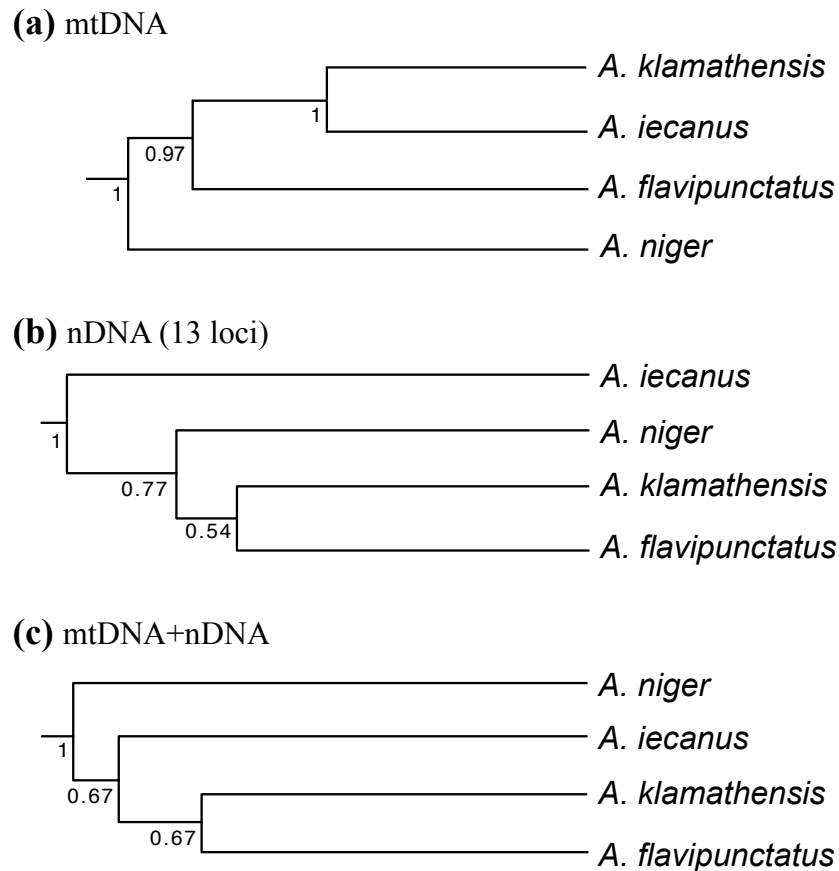 (a) mtDNA
A. klamathensis
1
A. iecanus
0.97
A. flavipunctatus
1
A. niger
(b) nDNA (13 loci)
A. iecanus
1
A. niger
0.77
A. klamathensis
0.54
A. flavipunctatus
(c) mtDNA+nDNA
A. niger
1
A. iecanus
0.67
A. klamathensis
0.67
A. flavipunctatus